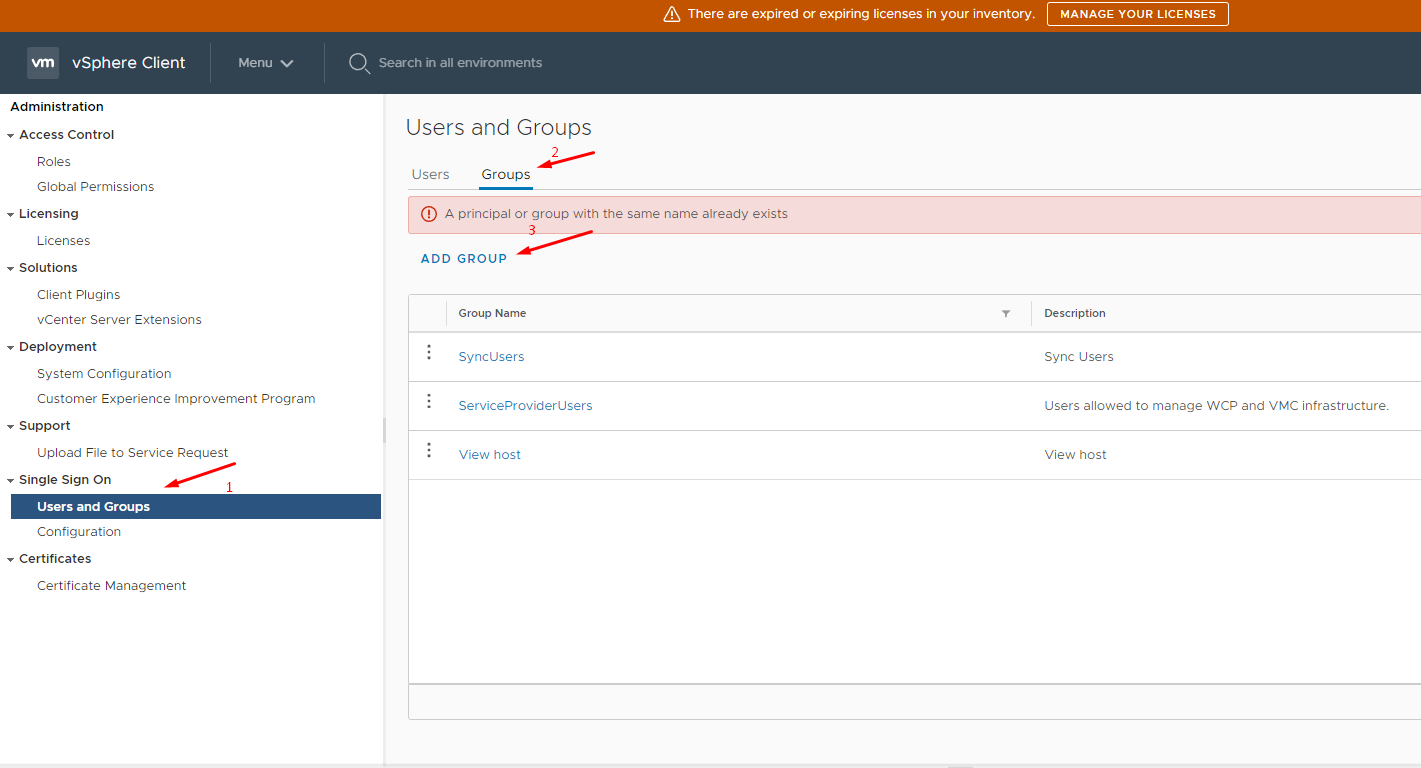 There are expired or expiring licenses in your inventory. MANAGE YOUR LICENSES
vm vSphere Client Menu Search in all environments
Administration
Access Control
Roles
Global Permissions
Licensing
Licenses
Solutions
Client Plugins
vCenter Server Extensions
Deployment
System Configuration
Customer Experience Improvement Program
Support
Upload File to Service Request
Single Sign On
1
Users and Groups
Configuration
Certificates
Certificate Management
Users and Groups
2
Users Groups
A principal or group with the same name already exists
3
ADD GROUP
Group Name Description
SyncUsers Sync Users
ServiceProviderUsers Users allowed to manage WCP and VMC infrastructure.
View host View host